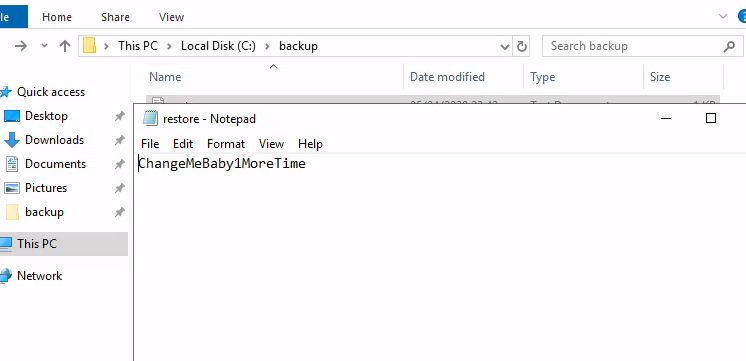 le Home Share View
This PC Local Disk (C:) backup
Search backup
Name Date modified Type Size
Quick access
Desktop
Downloads
Documents
Pictures
backup
This PC
Network
restore - Notepad
File Edit Format View Help
ChangeMeBaby1MoreTime